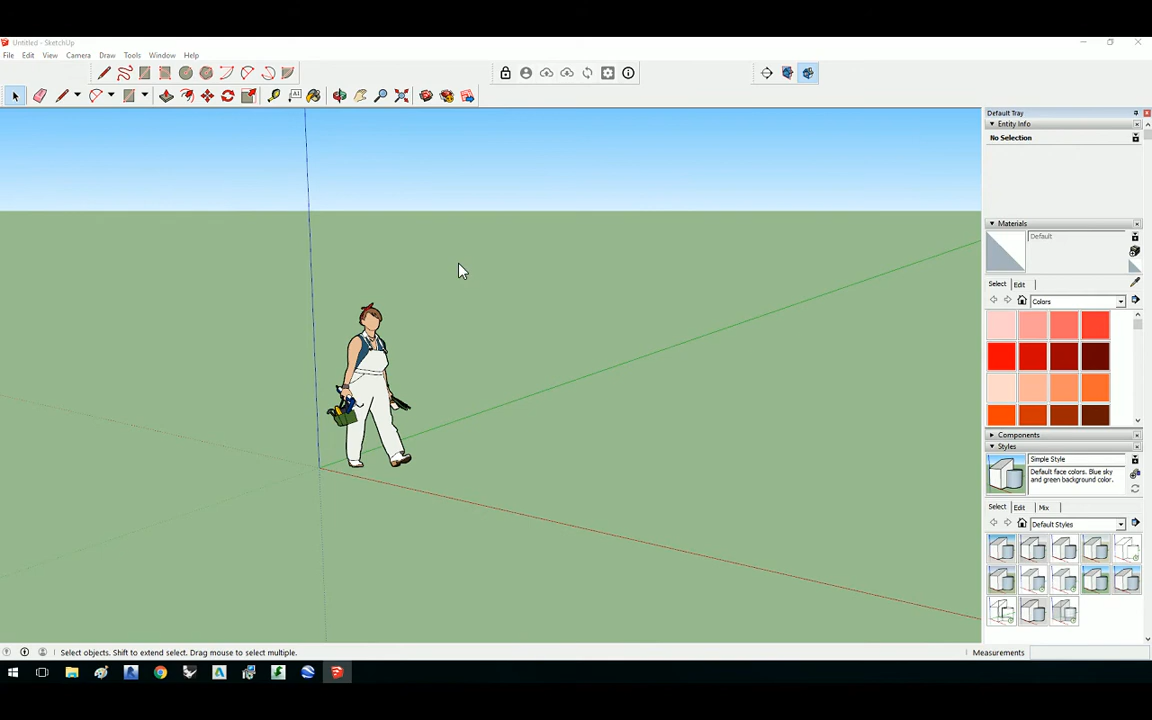 Untitled - SketchUp
File Edit View Camera Draw Tools Window Help
Default Tray
Entity Info
No Selection
Materials
Default
Select Edit
Colors
Components
Styles
Simple Style
Default face colors. Blue sky
and green background color.
Select Edit Mix
Default Styles
Select objects. Shift to extend select. Drag mouse to select multiple.
Measurements